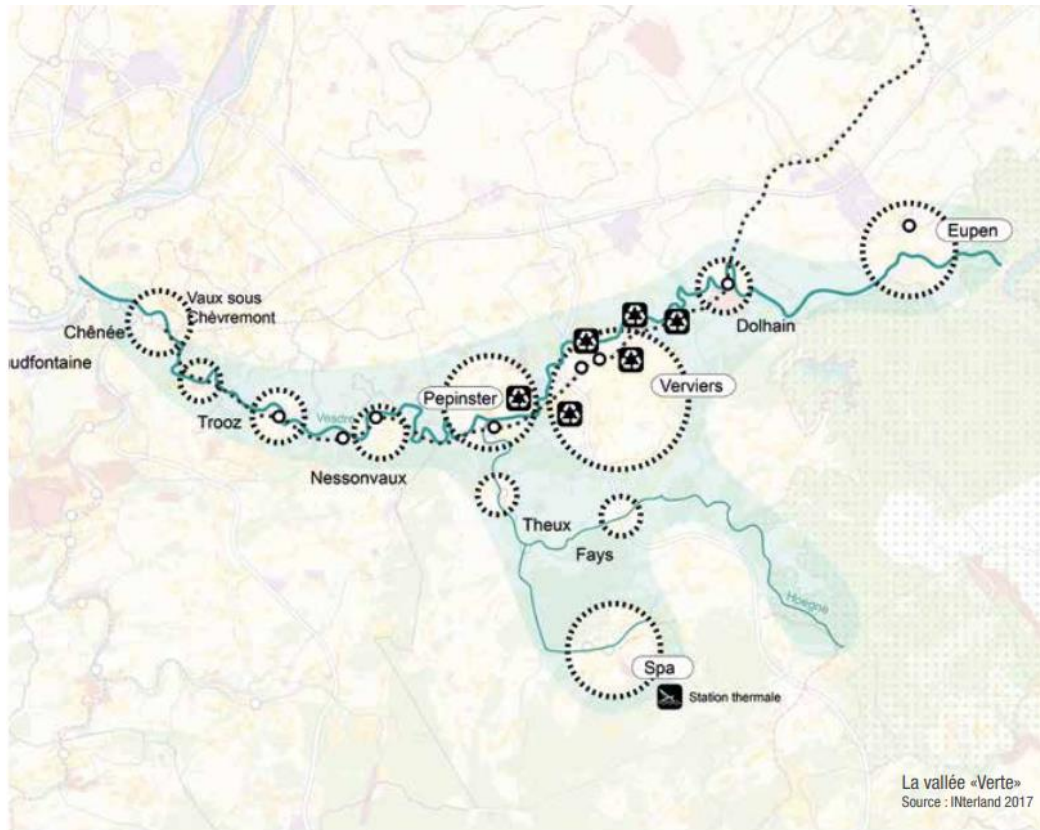 Eupen
Vaux sous
Chèvremont
Chênée
Dolhain
udfontaine
Pepinster
Verviers
Trooz
Vesdre
Nessonvaux
Theux
Fays
Hoegne
Spa
Station thermale
La vallée «Verte»
Source : INterland 2017